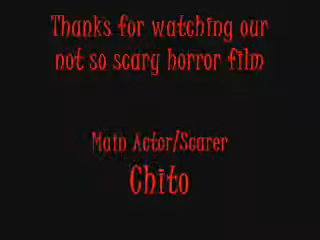 Thanks for watching our
not so scary horror film
Main Actor/Scarer
Chito